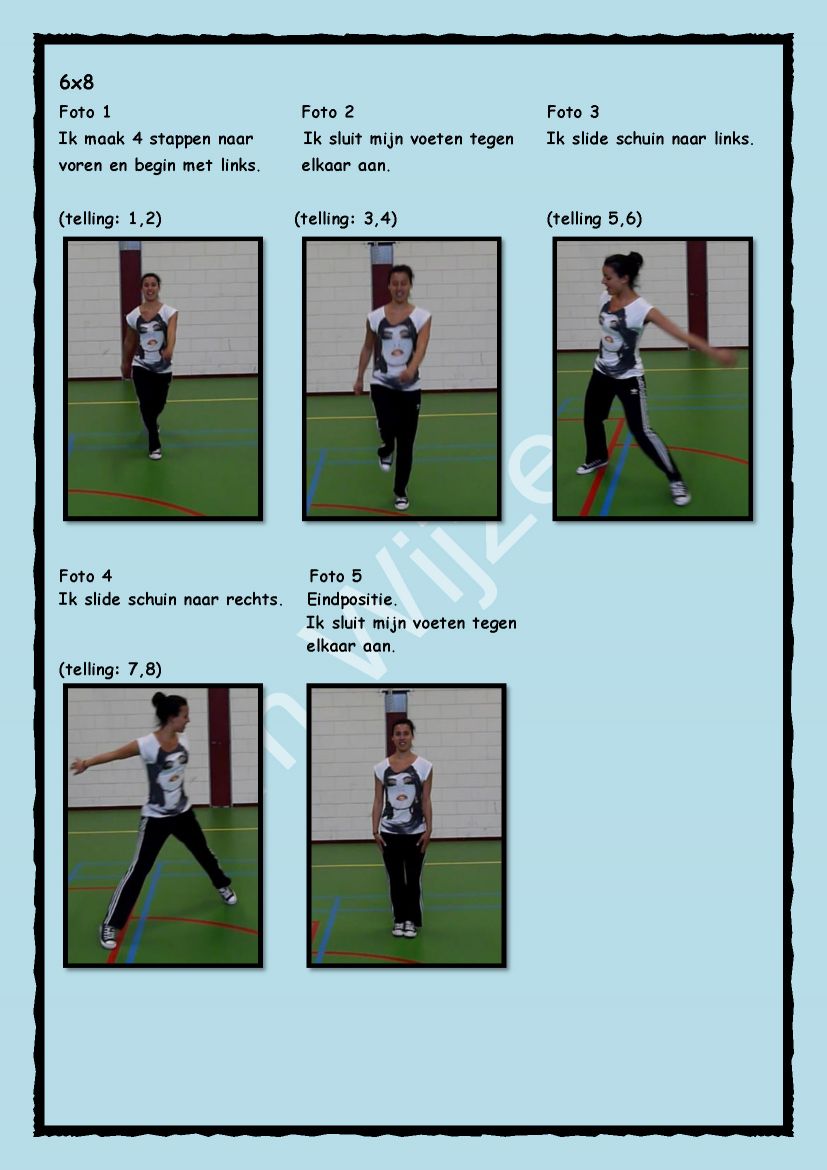 6x8
Foto 1
Ik maak 4 stappen naar
voren en begin met links.
(telling: 1,2)
Foto 2
Ik sluit mijn voeten tegen
elkaar aan.
(telling: 3,4)
Foto 3
Ik slide schuin naar links.
(telling 5,6)
Foto 4
Ik slide schuin naar rechts.
(telling: 7,8)
Foto 5
Eindpositie.
Ik sluit mijn voeten tegen
elkaar aan.
n Wijze